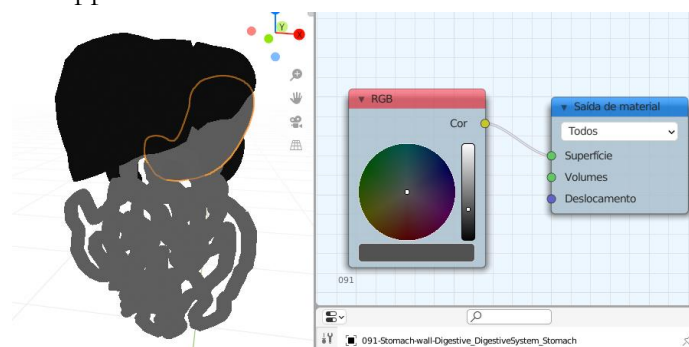 Y
X
RGB
Cor
Saída de material
Todos
Superfície
Volumes
Deslocamento
091
091-Stomach-wall-Digestive_DigestiveSystem_Stomach